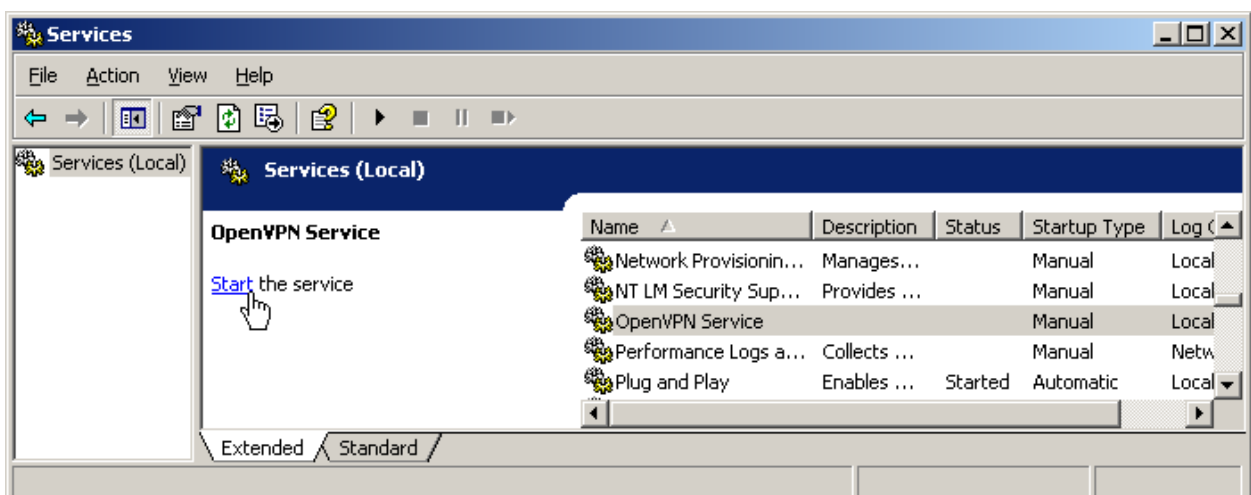 Services
File Action View Help
Services (Local)
Services (Local)
OpenVPN Service
Start the service
Name Description Status Startup Type Log
Network Provisionin... Manages... Manual Local
NT LM Security Sup... Provides ... Manual Local
OpenVPN Service Manual Local
Performance Logs a... Collects ... Manual Netw
Plug and Play Enables ... Started Automatic Local
Extended Standard